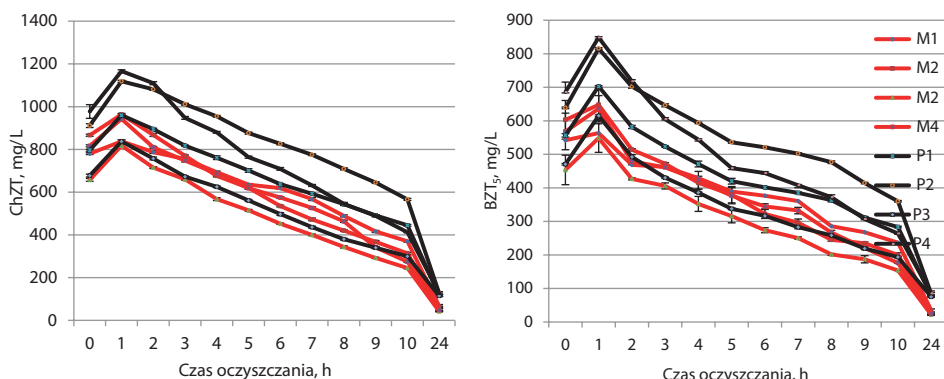 ChZT, mg/L
1400
1200
1000
800
600
400
200
0
0 1 2 3 4 5 6 7 8 9 10 24
Czas oczyszczania, h
BZT₅, mg/L
900
800
700
600
500
400
300
200
100
0
0 1 2 3 4 5 6 7 8 9 10 24
Czas oczyszczania, h
M1
M2
M2
M4
P1
P2
P3
P4